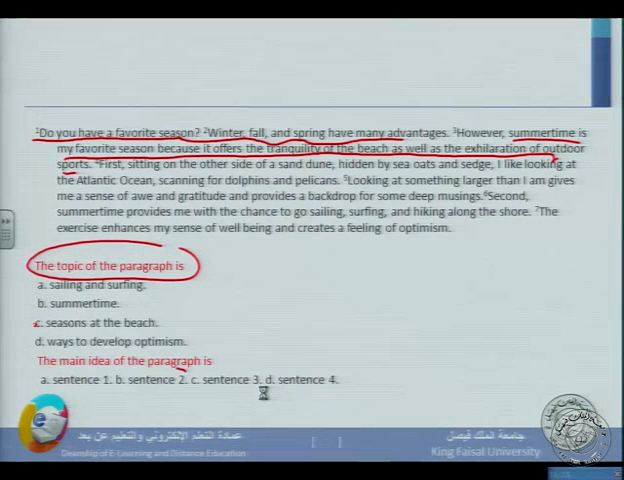 ¹Do you have a favorite season? ²Winter, fall, and spring have many advantages. ³However, summertime is
my favorite season because it offers the tranquility of the beach as well as the exhilaration of outdoor
sports. ⁴First, sitting on the other side of a sand dune, hidden by sea oats and sedge, I like looking at
the Atlantic Ocean, scanning for dolphins and pelicans. ⁵Looking at something larger than I am gives
me a sense of awe and gratitude and provides a backdrop for some deep musings.⁶Second,
summertime provides me with the chance to go sailing, surfing, and hiking along the shore. ⁷The
exercise enhances my sense of well being and creates a feeling of optimism.
The topic of the paragraph is
a. sailing and surfing.
b. summertime.
c. seasons at the beach.
d. ways to develop optimism.
The main idea of the paragraph is
a. sentence 1. b. sentence 2. c. sentence 3. d. sentence 4.
عمادة التعلم الإلكتروني والتعليم عن بعد
Deanship of E-Learning and Distance Education
[ ]
جامعة الملك فيصل
King Faisal University